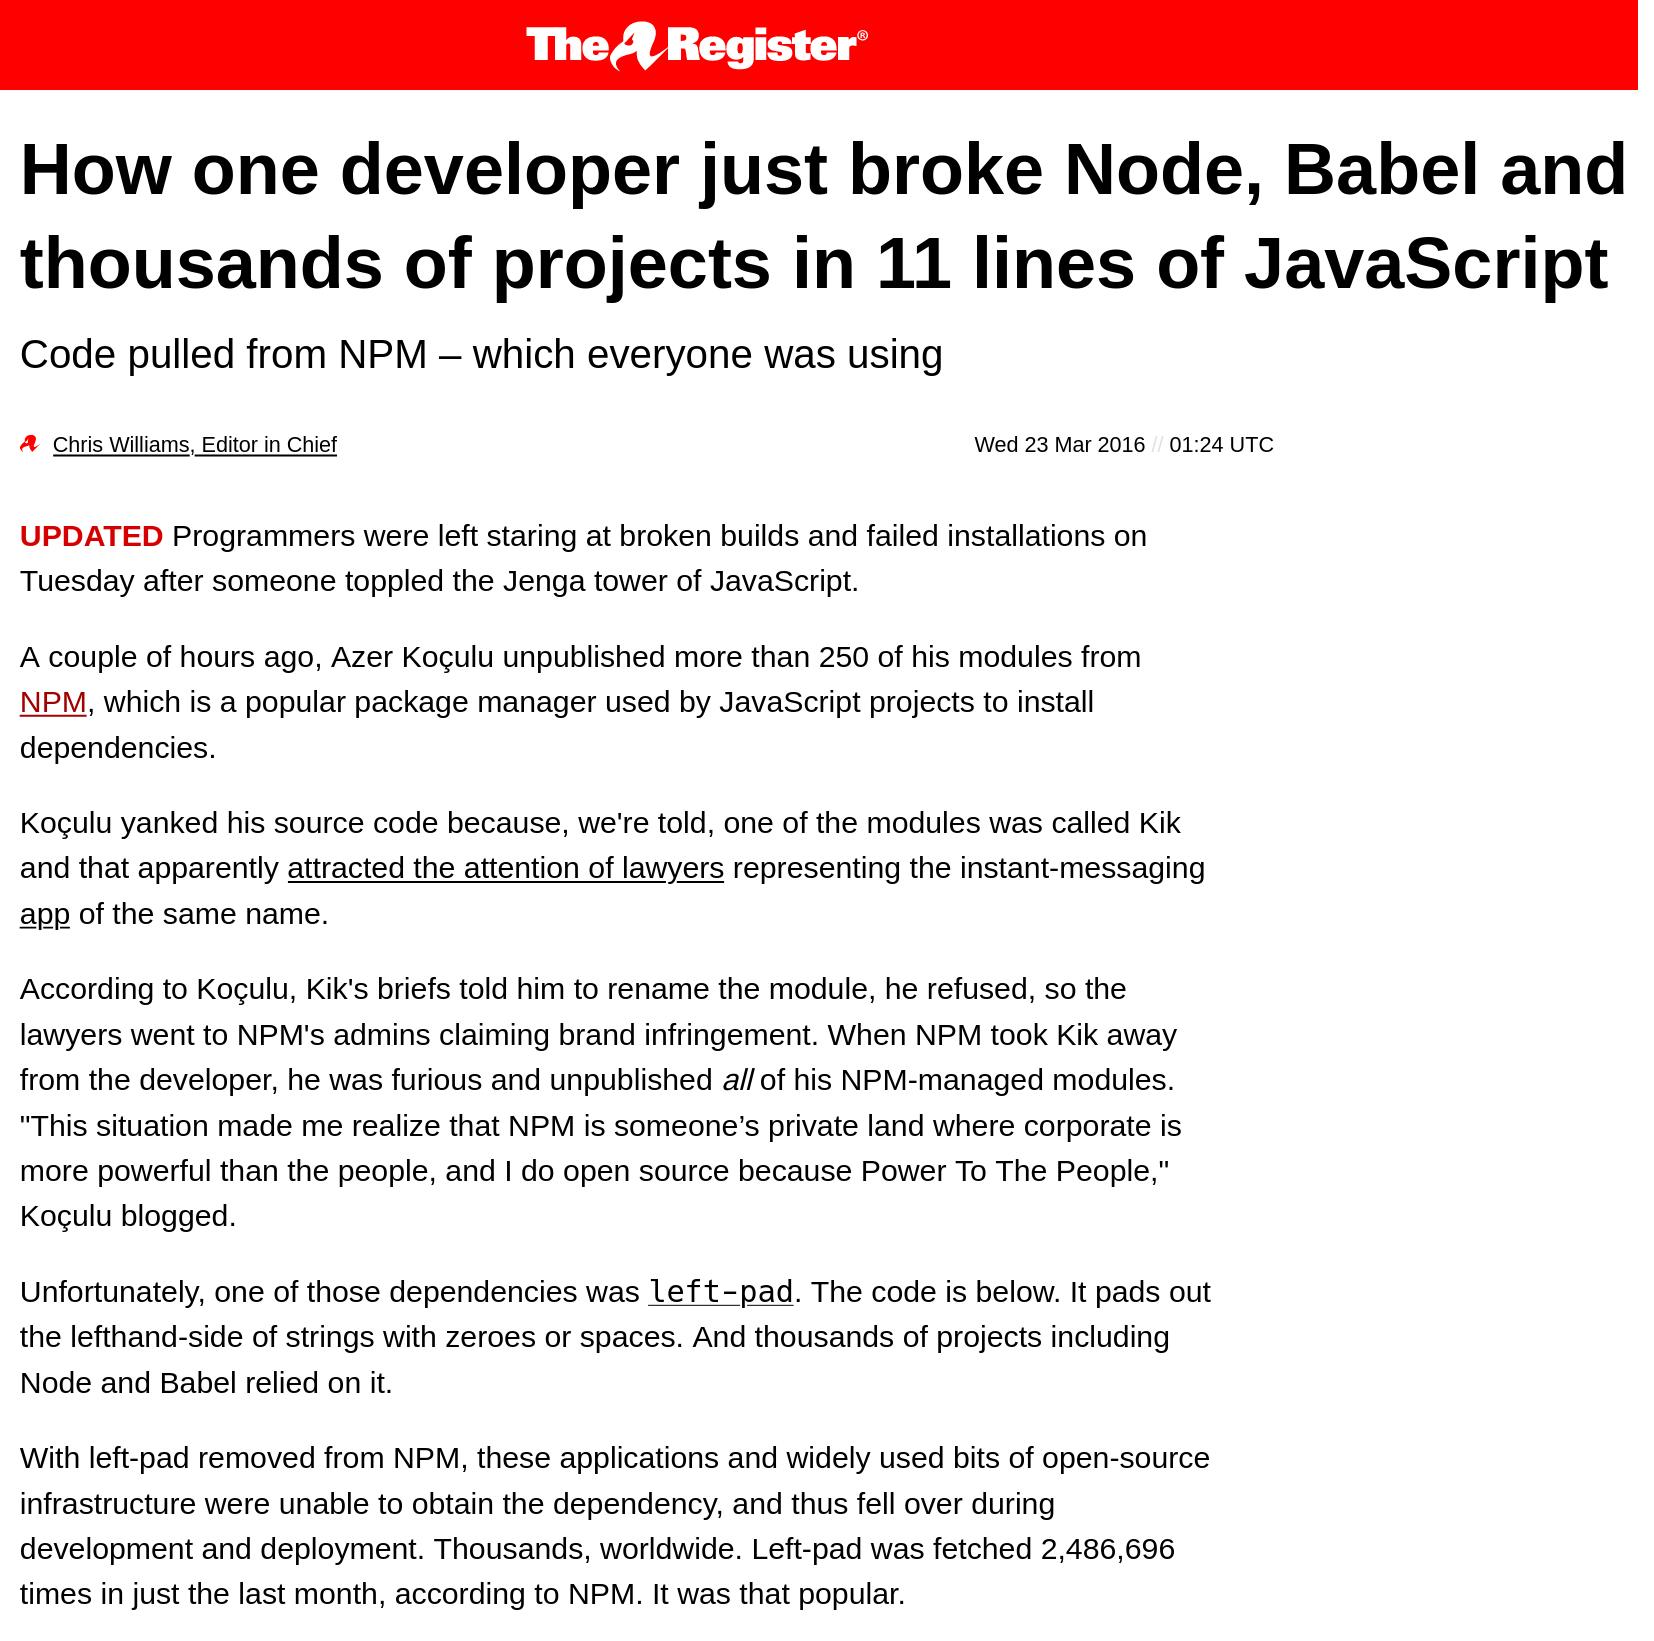 The Register®
How one developer just broke Node, Babel and
thousands of projects in 11 lines of JavaScript
Code pulled from NPM – which everyone was using
Chris Williams, Editor in Chief
Wed 23 Mar 2016 // 01:24 UTC
UPDATED Programmers were left staring at broken builds and failed installations on
Tuesday after someone toppled the Jenga tower of JavaScript.
A couple of hours ago, Azer Koçulu unpublished more than 250 of his modules from
NPM, which is a popular package manager used by JavaScript projects to install
dependencies.
Koçulu yanked his source code because, we're told, one of the modules was called Kik
and that apparently attracted the attention of lawyers representing the instant-messaging
app of the same name.
According to Koçulu, Kik's briefs told him to rename the module, he refused, so the
lawyers went to NPM's admins claiming brand infringement. When NPM took Kik away
from the developer, he was furious and unpublished all of his NPM-managed modules.
"This situation made me realize that NPM is someone’s private land where corporate is
more powerful than the people, and I do open source because Power To The People,"
Koçulu blogged.
Unfortunately, one of those dependencies was left-pad. The code is below. It pads out
the lefthand-side of strings with zeroes or spaces. And thousands of projects including
Node and Babel relied on it.
With left-pad removed from NPM, these applications and widely used bits of open-source
infrastructure were unable to obtain the dependency, and thus fell over during
development and deployment. Thousands, worldwide. Left-pad was fetched 2,486,696
times in just the last month, according to NPM. It was that popular.